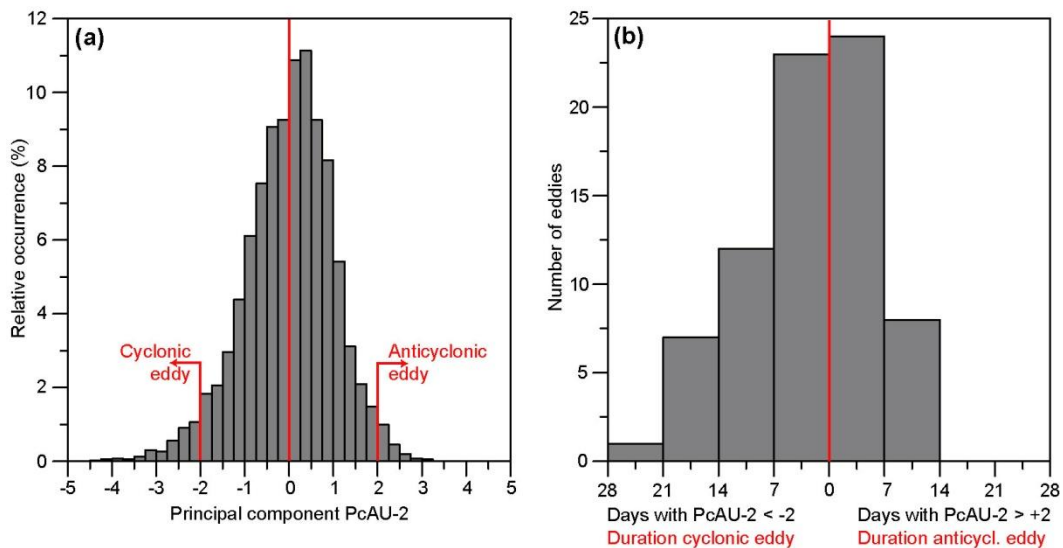 (a)
Relative occurrence (%)
12
10
8
6
4
2
0
Cyclonic
eddy
Anticyclonic
eddy
-5 -4 -3 -2 -1 0 1 2 3 4 5
Principal component PcAU-2
(b)
Number of eddies
25
20
15
10
5
0
28 21 14 7 0 7 14 21 28
Days with PcAU-2 < -2 Days with PcAU-2 > +2
Duration cyclonic eddy Duration anticycl. eddy